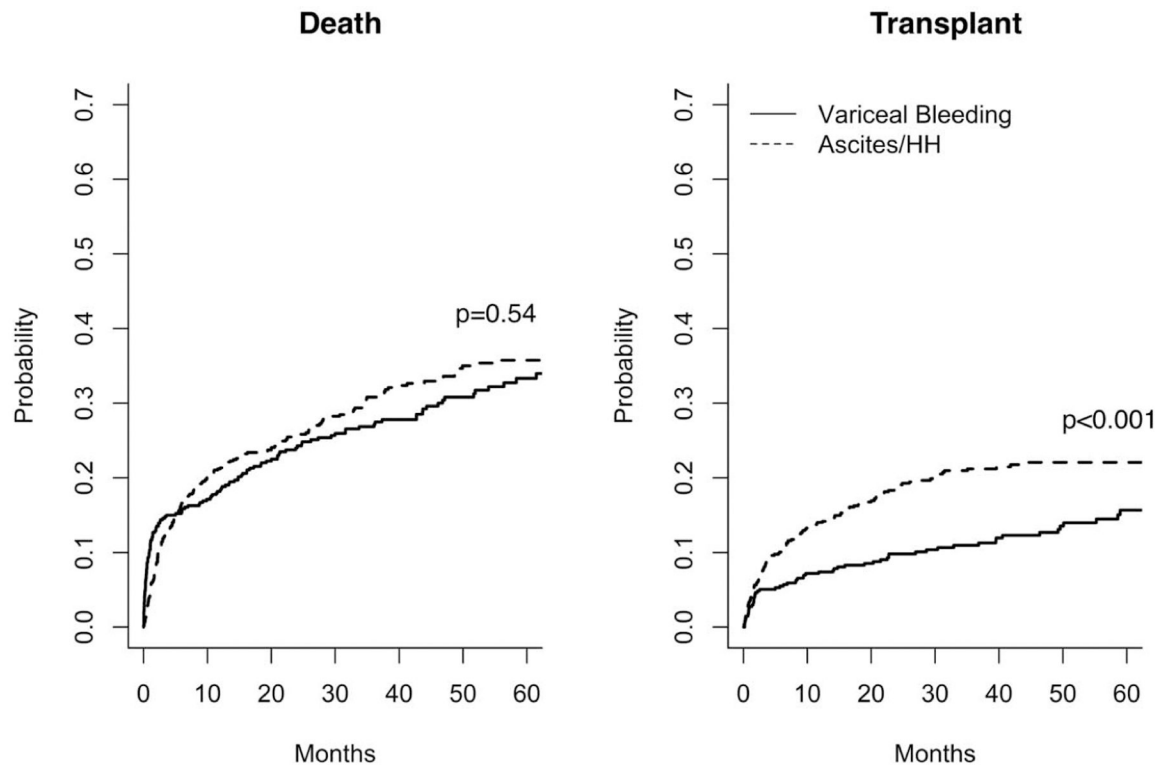 Death
Probability
0.7
0.6
0.5
0.4
0.3
0.2
0.1
0.0
p=0.54
0 10 20 30 40 50 60
Months
Transplant
Probability
0.7
0.6
0.5
0.4
0.3
0.2
0.1
0.0
Variceal Bleeding
Ascites/HH
p<0.001
0 10 20 30 40 50 60
Months